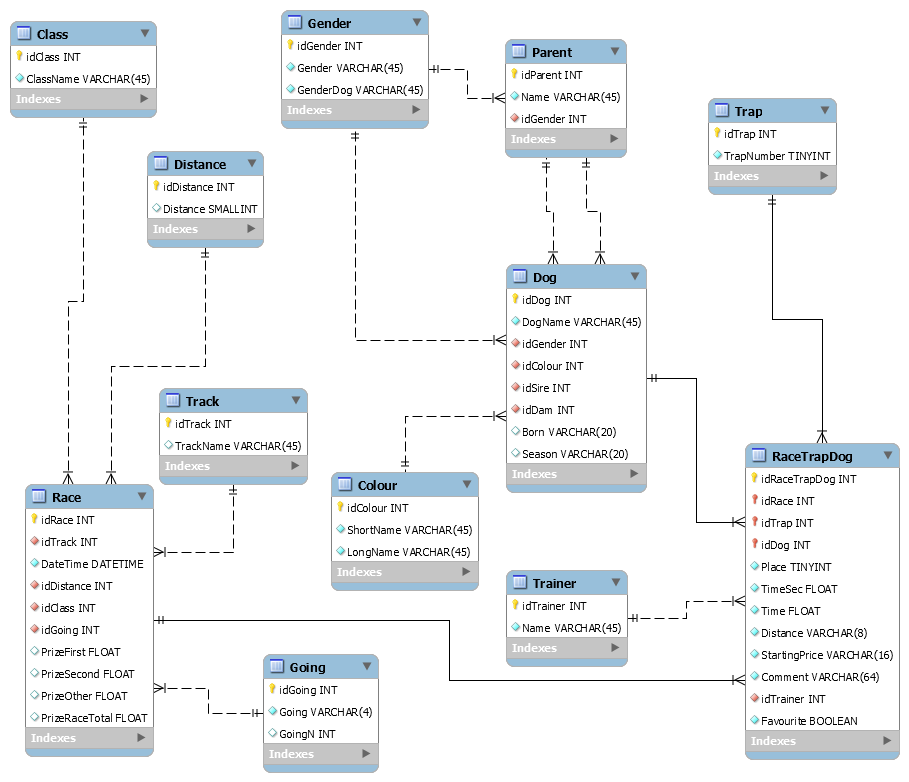 Class
idClass INT
ClassName VARCHAR(45)
Indexes
Gender
idGender INT
Gender VARCHAR(45)
GenderDog VARCHAR(45)
Indexes
Parent
idParent INT
Name VARCHAR(45)
idGender INT
Indexes
Trap
idTrap INT
TrapNumber TINYINT
Indexes
Distance
idDistance INT
Distance SMALLINT
Indexes
Dog
idDog INT
DogName VARCHAR(45)
idGender INT
idColour INT
idSire INT
idDam INT
Born VARCHAR(20)
Season VARCHAR(20)
Indexes
Track
idTrack INT
TrackName VARCHAR(45)
Indexes
Colour
idColour INT
ShortName VARCHAR(45)
LongName VARCHAR(45)
Indexes
RaceTrapDog
idRaceTrapDog INT
idRace INT
idTrap INT
idDog INT
Place TINYINT
TimeSec FLOAT
Time FLOAT
Distance VARCHAR(8)
StartingPrice VARCHAR(16)
Comment VARCHAR(64)
idTrainer INT
Favourite BOOLEAN
Indexes
Race
idRace INT
idTrack INT
DateTime DATETIME
idDistance INT
idClass INT
idGoing INT
PrizeFirst FLOAT
PrizeSecond FLOAT
PrizeOther FLOAT
PrizeRaceTotal FLOAT
Indexes
Trainer
idTrainer INT
Name VARCHAR(45)
Indexes
Going
idGoing INT
Going VARCHAR(4)
GoingN INT
Indexes